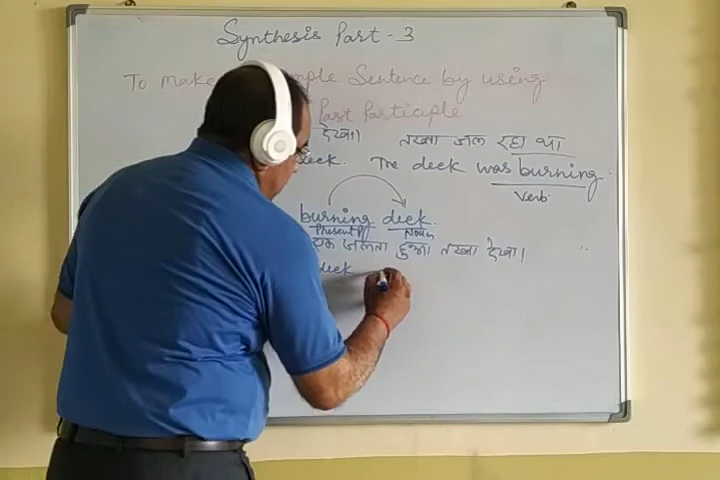 Synthesis Part - 3
To Make Sentence by using
Past Participle
देखा। तख्ता जल रहा था
deck. The deck was burning
Verb
burning deck.
Present P Noun
एक जलता हुआ तख्ता देखा।
deck